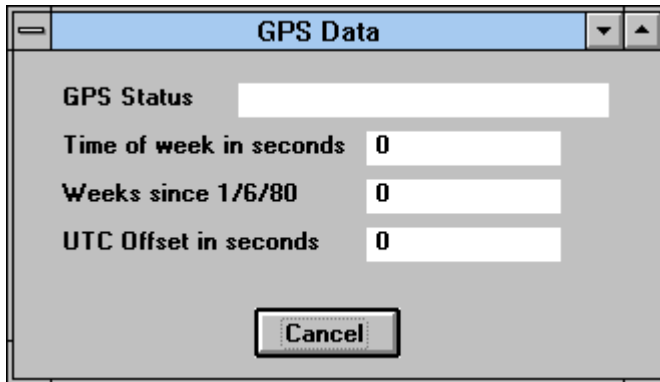 GPS Data
GPS Status
Time of week in seconds 0
Weeks since 1/6/80 0
UTC Offset in seconds 0
Cancel